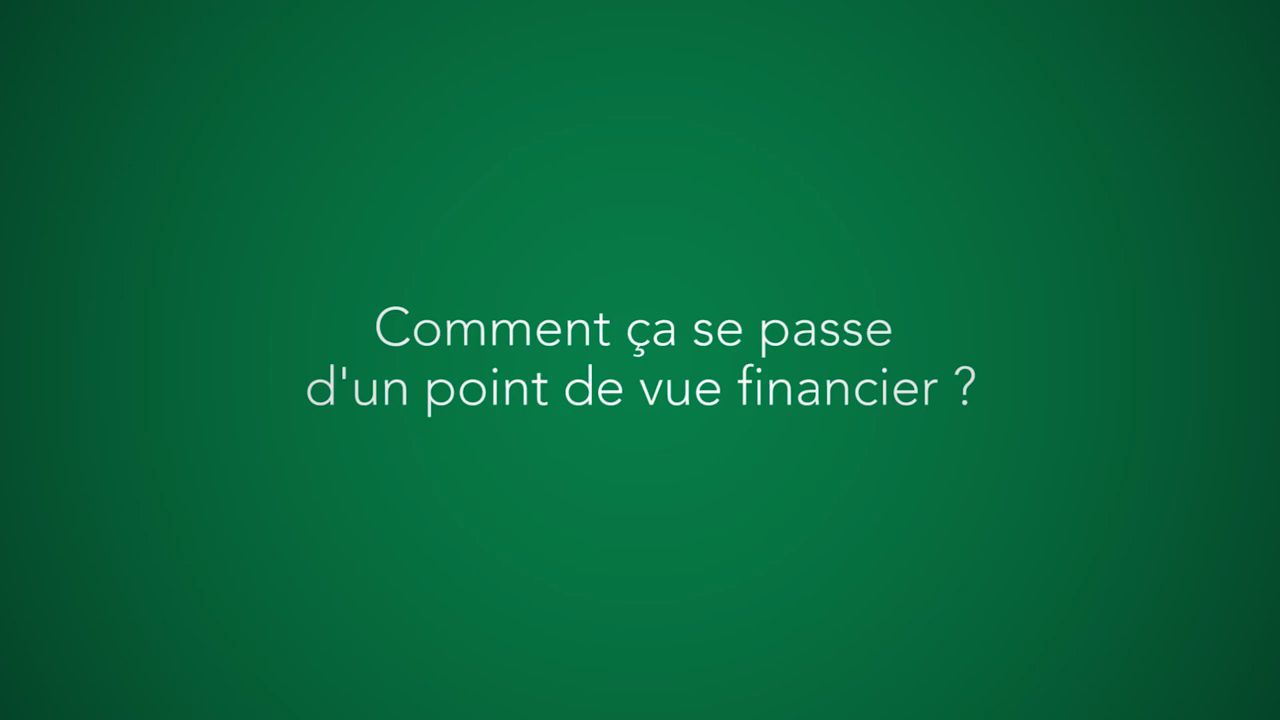 Comment ça se passe
d'un point de vue financier ?